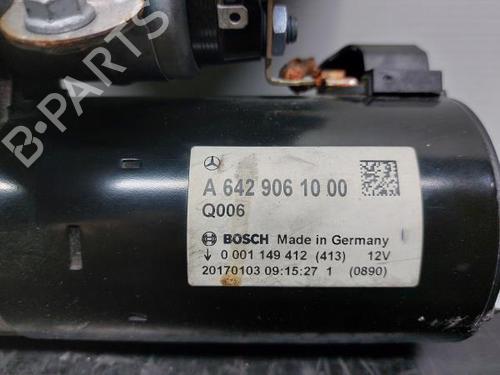 B-PARTS
A 642 906 10 00
Q006
BOSCH Made in Germany
0 001 149 412 (413) 12V
20170103 09:15:27 1 (0890)